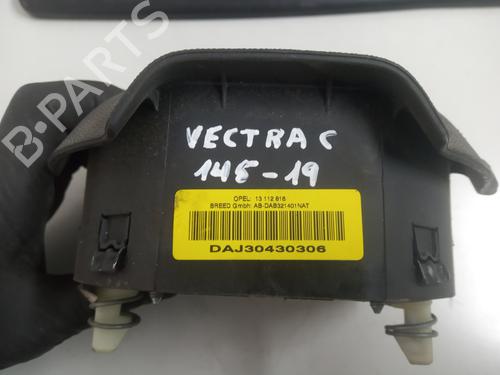 B-PARTS
VECTRA C
145-19
OPEL: 13 112 816
BREED Gmbh: AB-DAB321401NAT
DAJ30430306